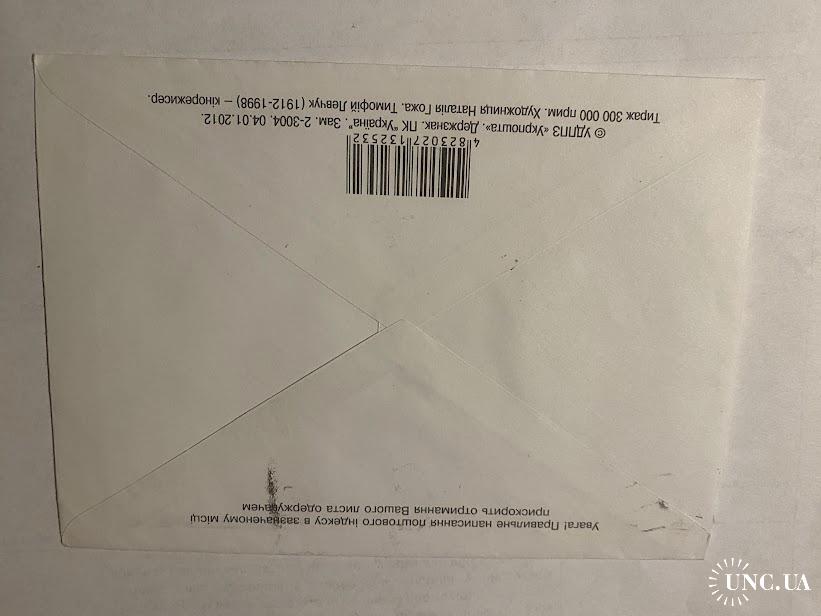 Увага! Правильне написання поштового індексу в зазначеному місці
прискорить отримання Вашого листа одержувачем
4 823027 132532
© УДППЗ «Укрпошта». Держзнак. ПК "Україна". Зам. 2-3004. 04.01.2012.
Тираж 300 000 прим. Художниця Наталія Гожа. Тимофій Левчук (1912-1998) – кінорежисер.
UNC.UA